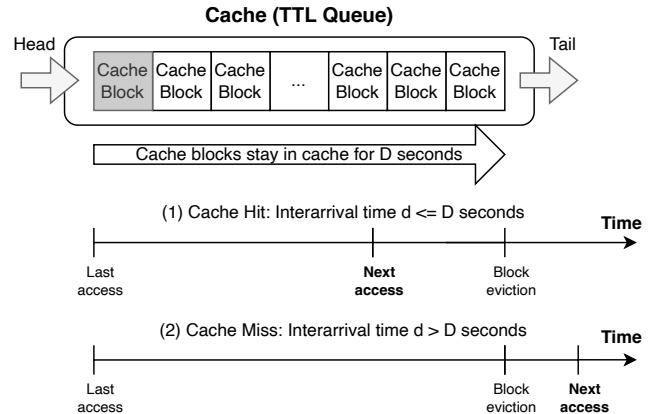 Cache (TTL Queue)
Head
Tail
Cache Block
Cache Block
Cache Block
...
Cache Block
Cache Block
Cache Block
Cache blocks stay in cache for D seconds
(1) Cache Hit: Interarrival time d <= D seconds
Time
Last access
Next access
Block eviction
(2) Cache Miss: Interarrival time d > D seconds
Time
Last access
Block eviction
Next access